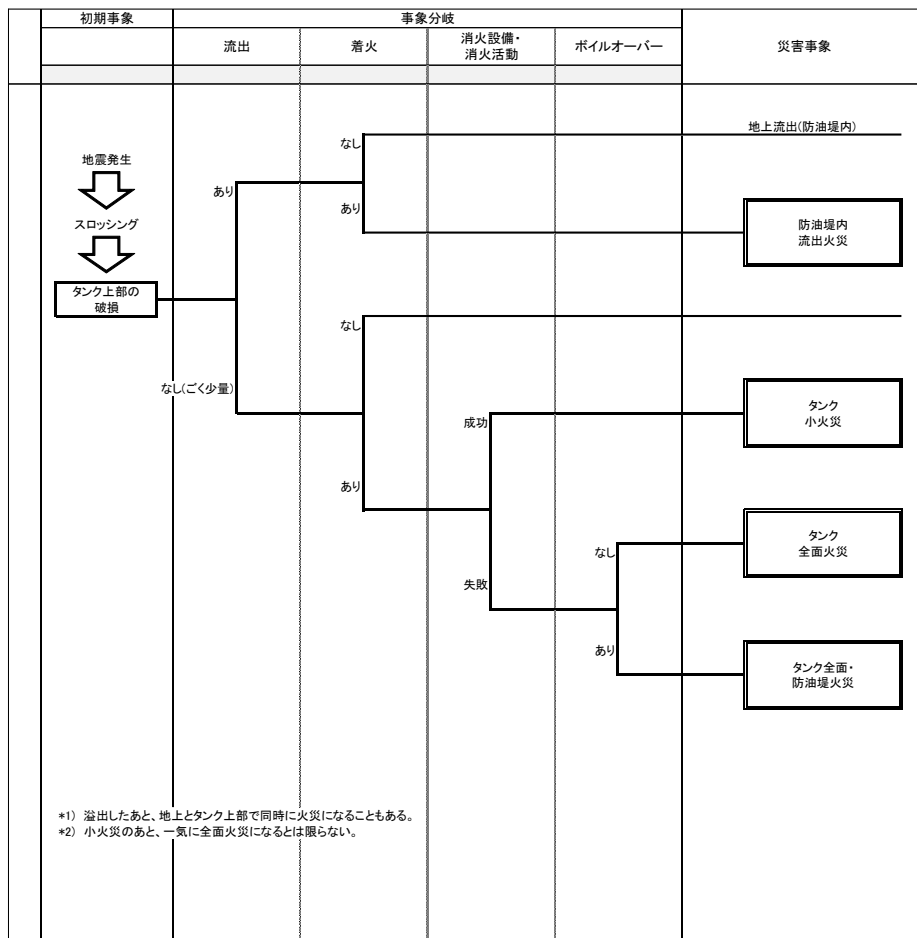 初期事象
事象分岐
災害事象
流出
着火
消火設備・
消火活動
ボイルオーバー
地震発生
スロッシング
タンク上部の
破損
あり
なし(ごく少量)
なし
あり
地上流出(防油堤内)
防油堤内
流出火災
なし
あり
成功
失敗
タンク
小火災
なし
あり
タンク
全面火災
タンク全面・
防油堤火災
*1) 溢出したあと、地上とタンク上部で同時に火災になることもある。
*2) 小火災のあと、一気に全面火災になるとは限らない。